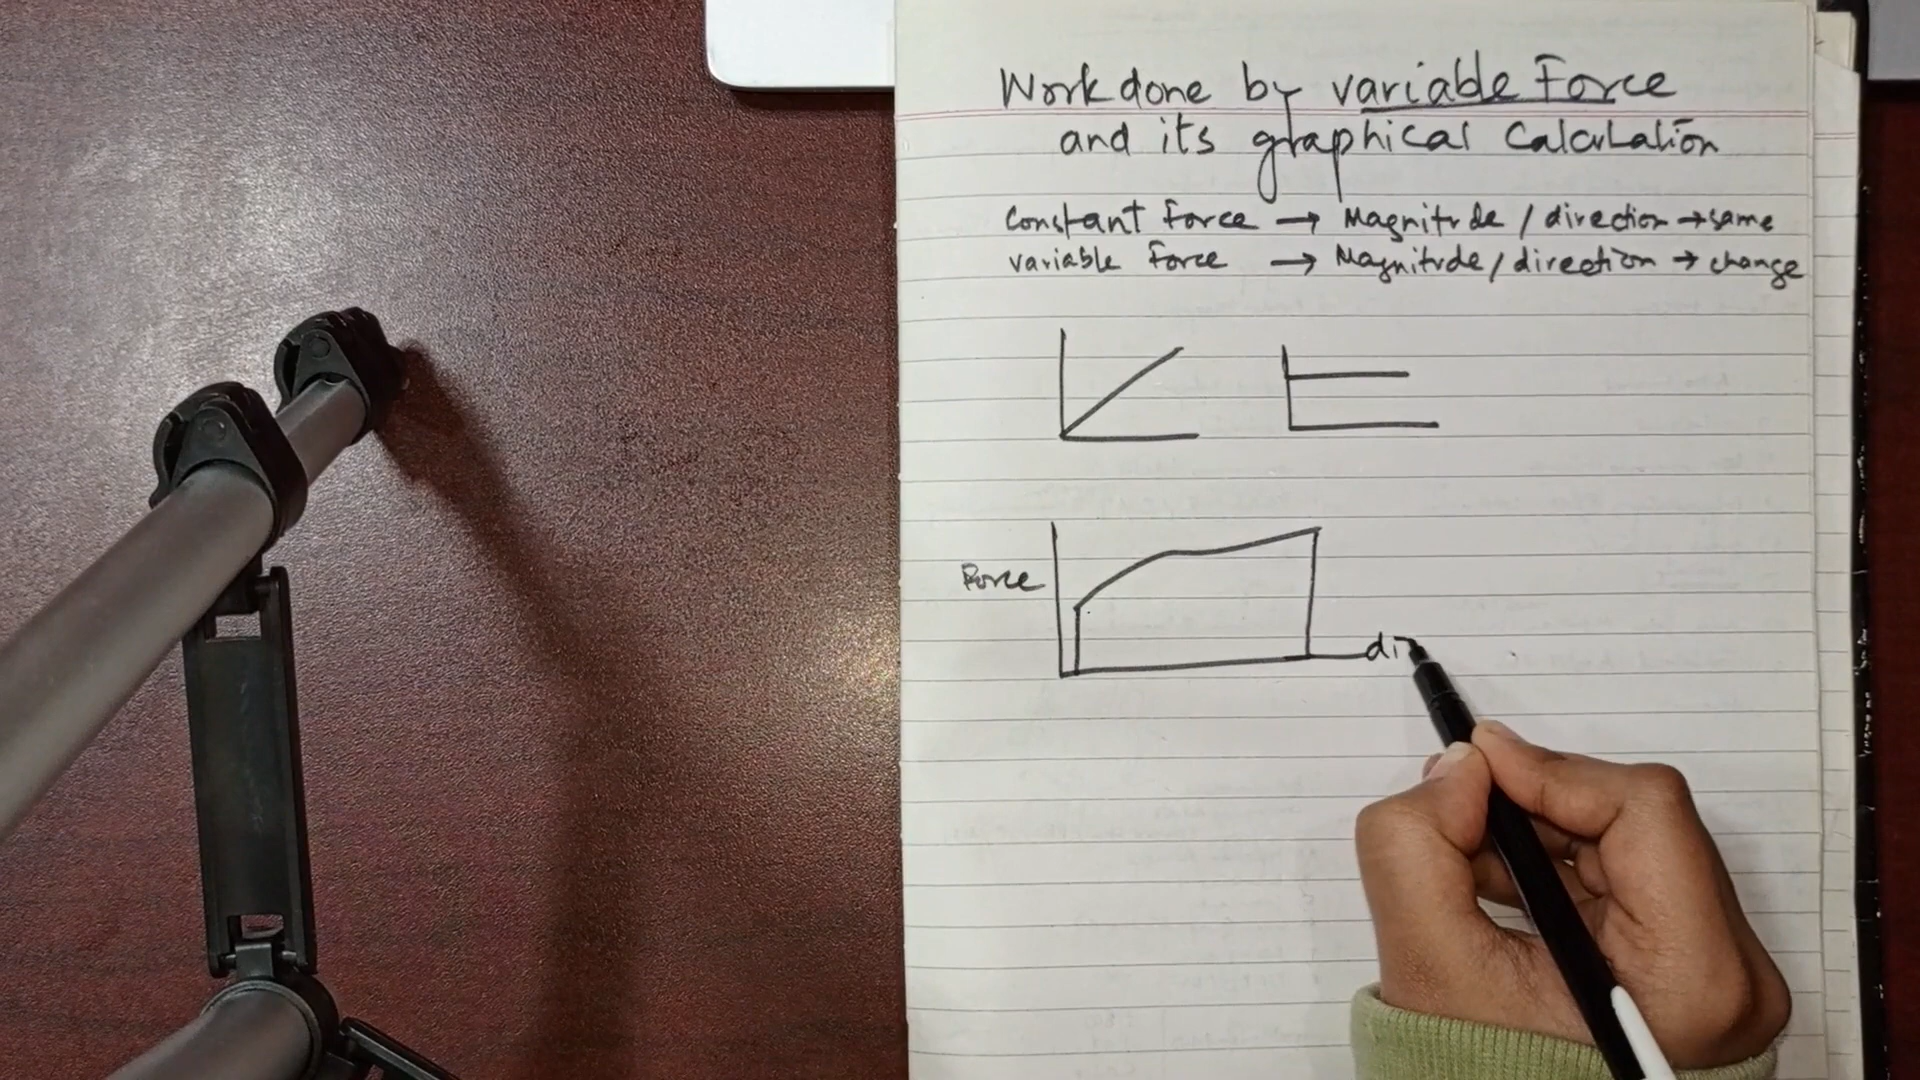 Work done by variable Force
and its graphical Calculation
Constant Force → Magnitude / direction → same
variable Force → Magnitude / direction → change
Force
di